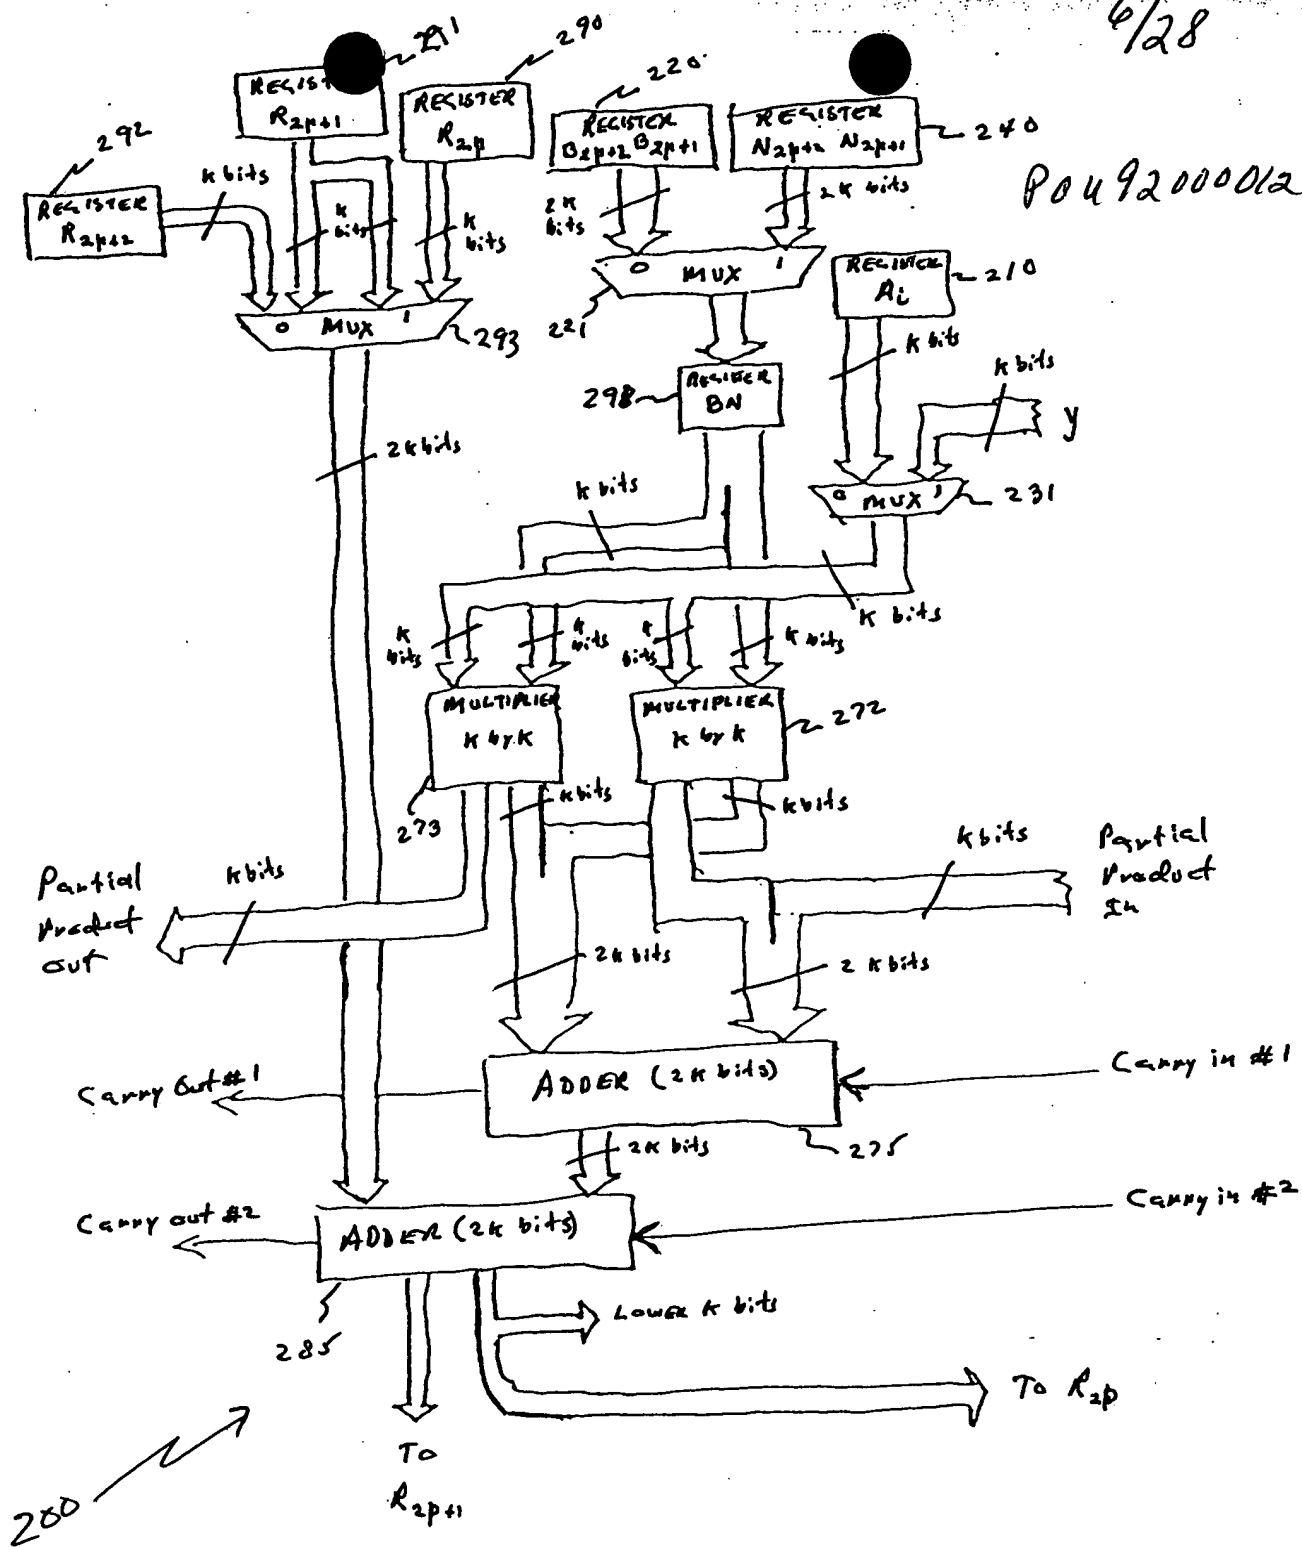 6/28
291
290
220
REGIST
R2p+1
REGISTER
R2p
REGISTER
B2p+2 B2p+1
REGISTER
N2p+2 N2p+1
240
292
k bits
REGISTER
R2p+2
k bits
k bits
2k bits
2k bits
POU92000012
0 MUX 1
293
0 MUX 1
221
REGISTER
Ai
210
298
REGISTER
BN
k bits
k bits
y
2k bits
k bits
0 MUX 1
231
k bits
k bits
k bits
k bits
k bits
MULTIPLIER
k by k
273
MULTIPLIER
k by k
272
k bits
k bits
Partial
Product
out
k bits
k bits
Partial
Product
In
2k bits
2k bits
Carry Out #1
ADDER (2k bits)
Carry in #1
275
2k bits
Carry out #2
ADDER (2k bits)
Carry in #2
285
LOWER k bits
To R2p
To
R2p+1
200